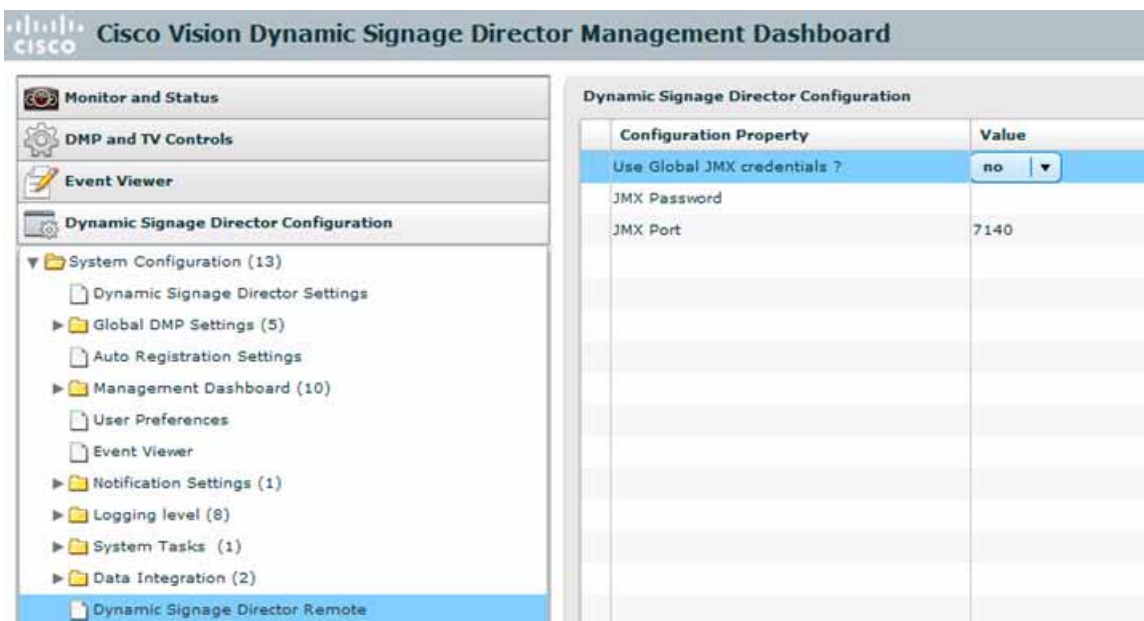 CISCO Cisco Vision Dynamic Signage Director Management Dashboard
Monitor and Status
DMP and TV Controls
Event Viewer
Dynamic Signage Director Configuration
System Configuration (13)
Dynamic Signage Director Settings
Global DMP Settings (5)
Auto Registration Settings
Management Dashboard (10)
User Preferences
Event Viewer
Notification Settings (1)
Logging level (8)
System Tasks (1)
Data Integration (2)
Dynamic Signage Director Remote
Dynamic Signage Director Configuration
Configuration Property Value
Use Global JMX credentials ? no
JMX Password
JMX Port 7140